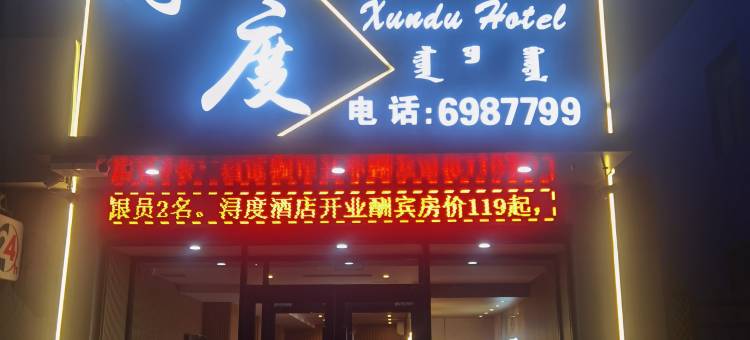 Xundu Hotel
度
电话:6987799
银员2名。浔度酒店开业酬宾房价119起,
24